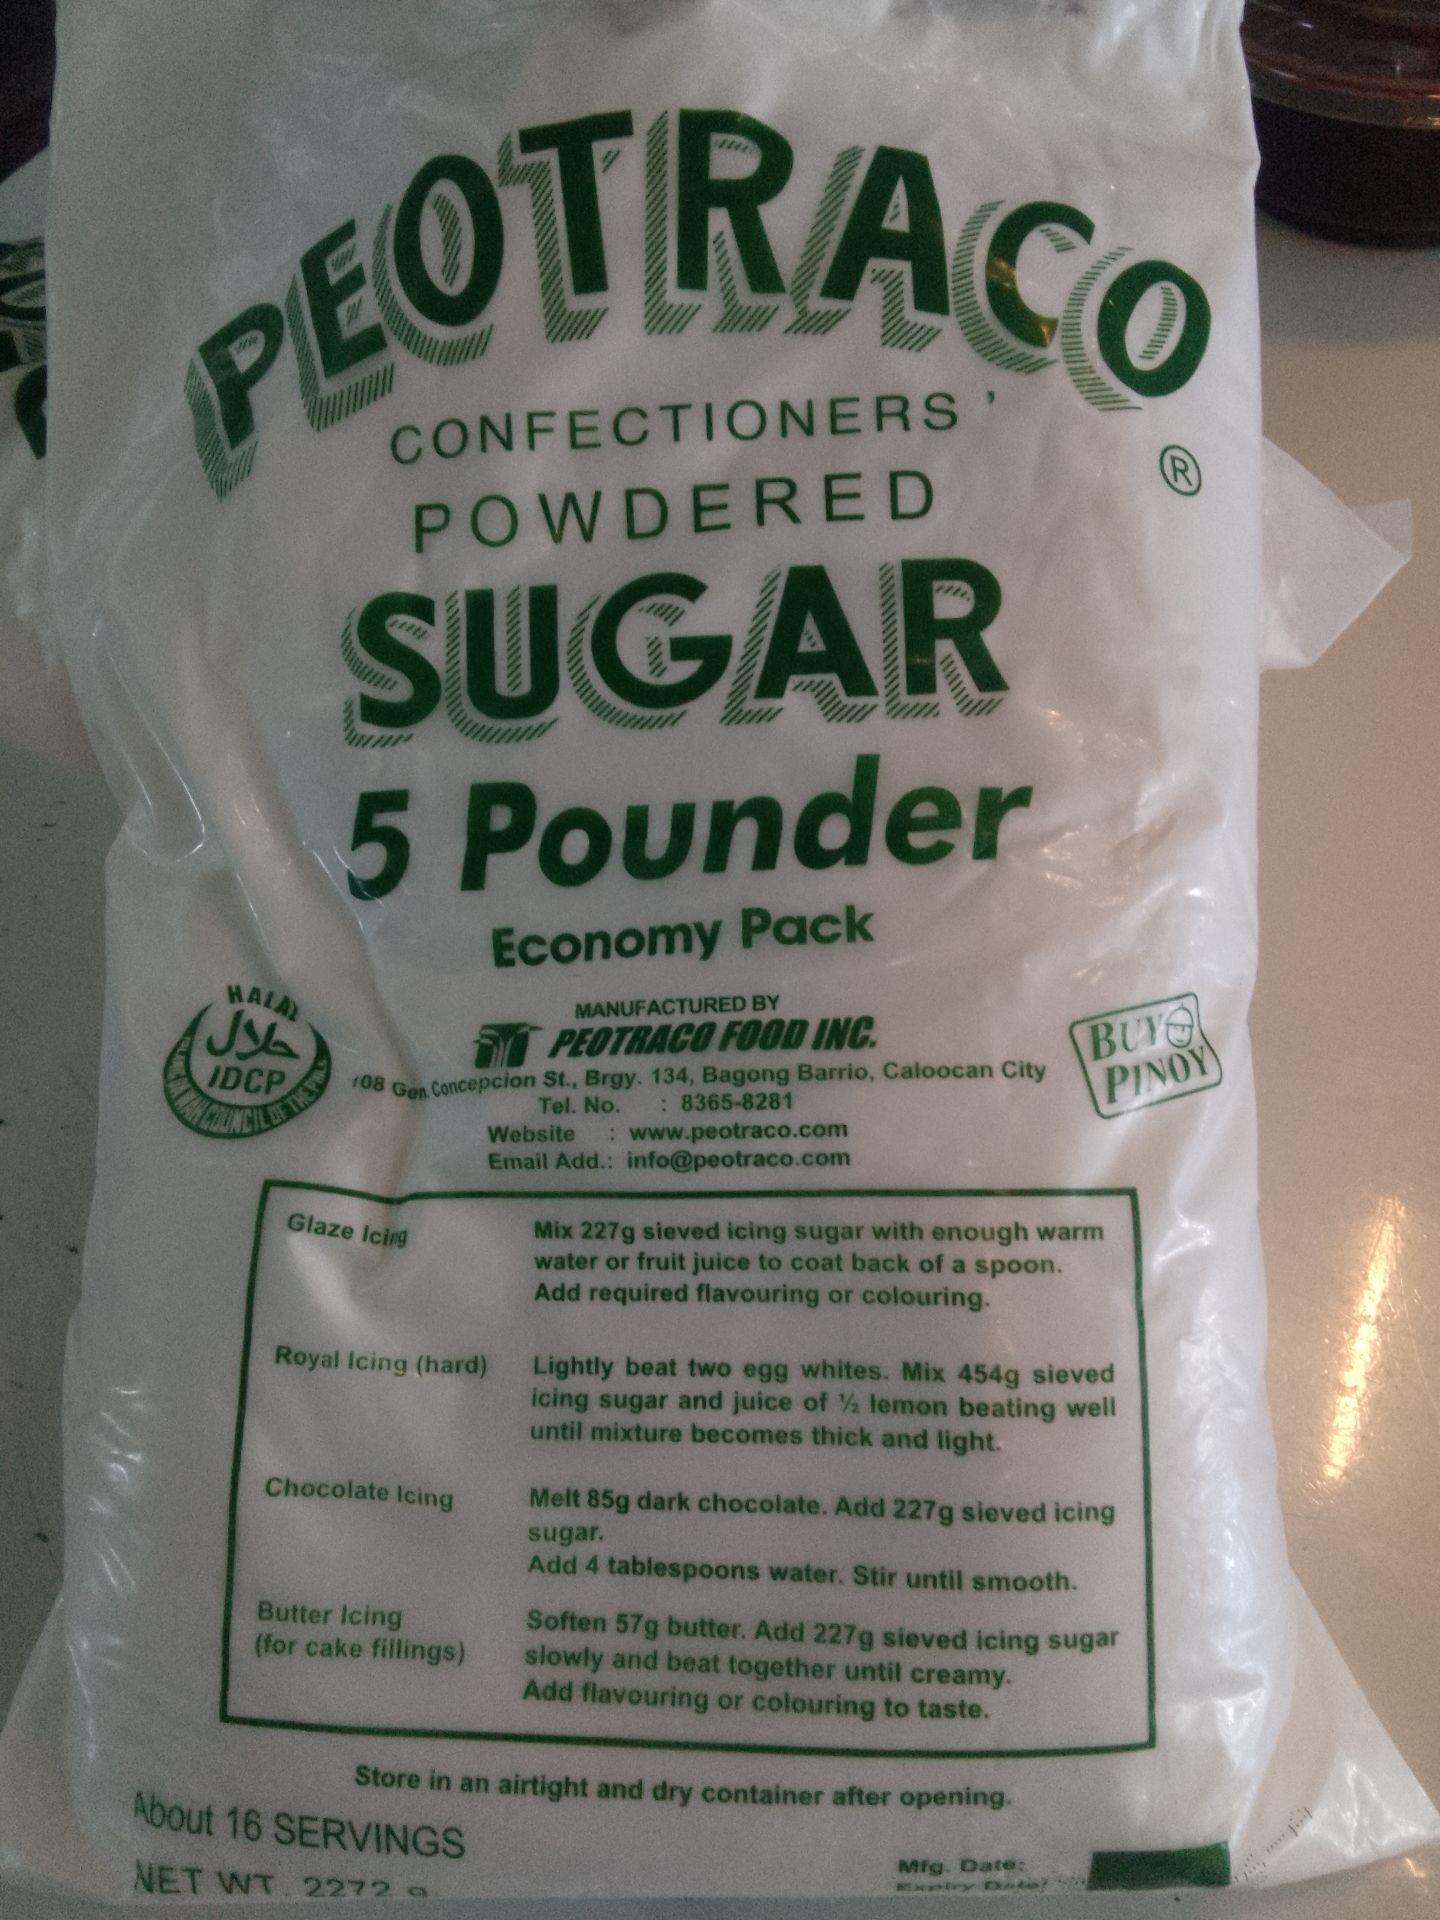 PEOTRACO
®
CONFECTIONERS'
POWDERED
SUGAR
5 Pounder
Economy Pack
HALAL
حلال
IDCP
MANUFACTURED BY
PEOTRACO FOOD INC.
108 Gen. Concepcion St., Brgy. 134, Bagong Barrio, Caloocan City
Tel. No. : 8365-8281
Website : www.peotraco.com
Email Add.: info@peotraco.com
BUY
PINOY
Glaze Icing
Mix 227g sieved icing sugar with enough warm
water or fruit juice to coat back of a spoon.
Add required flavouring or colouring.
Royal Icing (hard)
Lightly beat two egg whites. Mix 454g sieved
icing sugar and juice of ½ lemon beating well
until mixture becomes thick and light.
Chocolate Icing
Melt 85g dark chocolate. Add 227g sieved icing
sugar.
Add 4 tablespoons water. Stir until smooth.
Butter Icing
(for cake fillings)
Soften 57g butter. Add 227g sieved icing sugar
slowly and beat together until creamy.
Add flavouring or colouring to taste.
Store in an airtight and dry container after opening.
About 16 SERVINGS
NET WT. 2272 g
Mfg. Date:
Expiry Date: